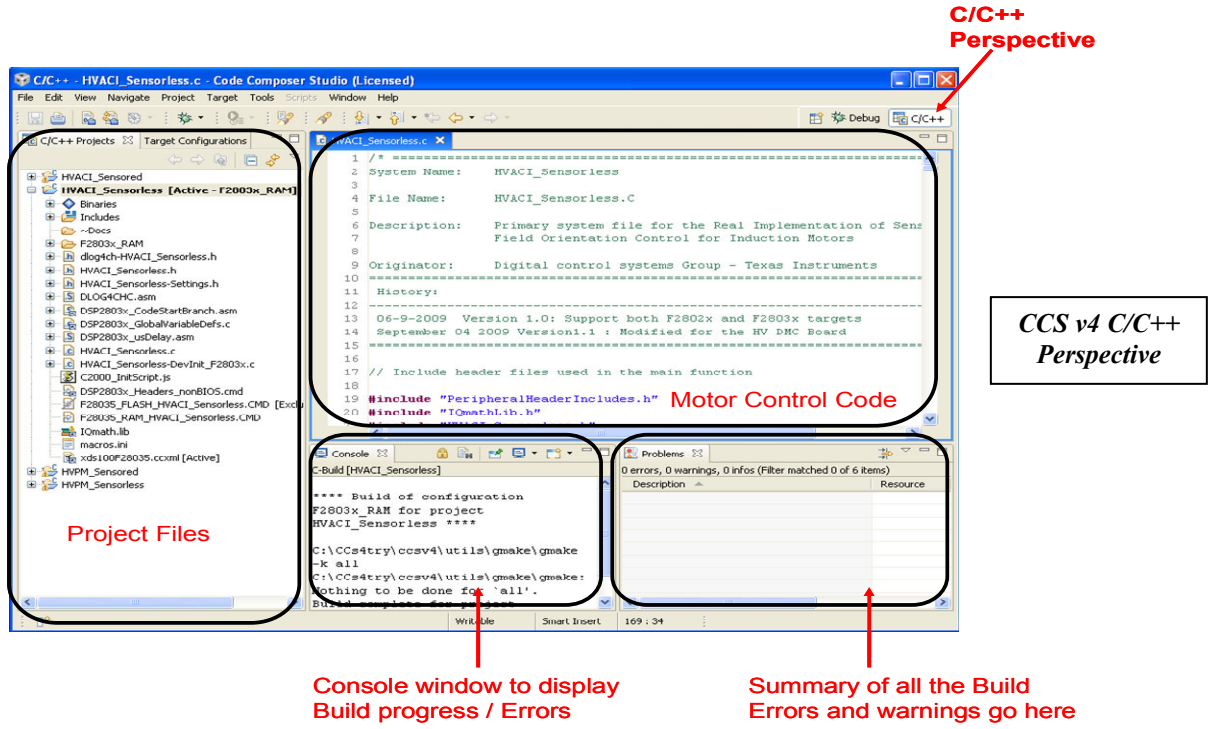 C/C++
Perspective
C/C++ - HVACI_Sensorless.c - Code Composer Studio (Licensed)
File Edit View Navigate Project Target Tools Scripts Window Help
Debug C/C++
C/C++ Projects Target Configurations
HVACI_Sensored
HVACI_Sensorless [Active - F2803x_RAM]
Binaries
Includes
~Docs
F2803x_RAM
dlog4ch-HVACI_Sensorless.h
HVACI_Sensorless.h
HVACI_Sensorless-Settings.h
DLOG4CHC.asm
DSP2803x_CodeStartBranch.asm
DSP2803x_GlobalVariableDefs.c
DSP2803x_usDelay.asm
HVACI_Sensorless.c
HVACI_Sensorless-DevInit_F2803x.c
C2000_InitScript.js
DSP2803x_Headers_nonBIOS.cmd
F28035_FLASH_HVACI_Sensorless.CMD [Exclu
F28035_RAM_HVACI_Sensorless.CMD
IQmath.lib
macros.ini
xds100F28035.ccxml [Active]
HVPM_Sensored
HVPM_Sensorless
Project Files
HVACI_Sensorless.c
1 /* ================================================================
2 System Name: HVACI_Sensorless
3
4 File Name: HVACI_Sensorless.C
5
6 Description: Primary system file for the Real Implementation of Sens
7 Field Orientation Control for Induction Motors
8
9 Originator: Digital control systems Group - Texas Instruments
10 ================================================================
11 History:
12 ----------------------------------------------------------------
13 06-9-2009 Version 1.0: Support both F2802x and F2803x targets
14 September 04 2009 Version1.1 : Modified for the HV DMC Board
15 ================================================================
16
17 // Include header files used in the main function
18
19 #include "PeripheralHeaderIncludes.h"
20 #include "IQmathLib.h"
Motor Control Code
Console
C-Build [HVACI_Sensorless]
**** Build of configuration
F2803x_RAM for project
HVACI_Sensorless ****
C:\CCs4try\ccsv4\utils\gmake\gmake
-k all
C:\CCs4try\ccsv4\utils\gmake\gmake:
Nothing to be done for `all'.
Build complete for project
Problems
0 errors, 0 warnings, 0 infos (Filter matched 0 of 6 items)
Description Resource
Writable Smart Insert 169 : 34
CCS v4 C/C++
Perspective
Console window to display
Build progress / Errors
Summary of all the Build
Errors and warnings go here